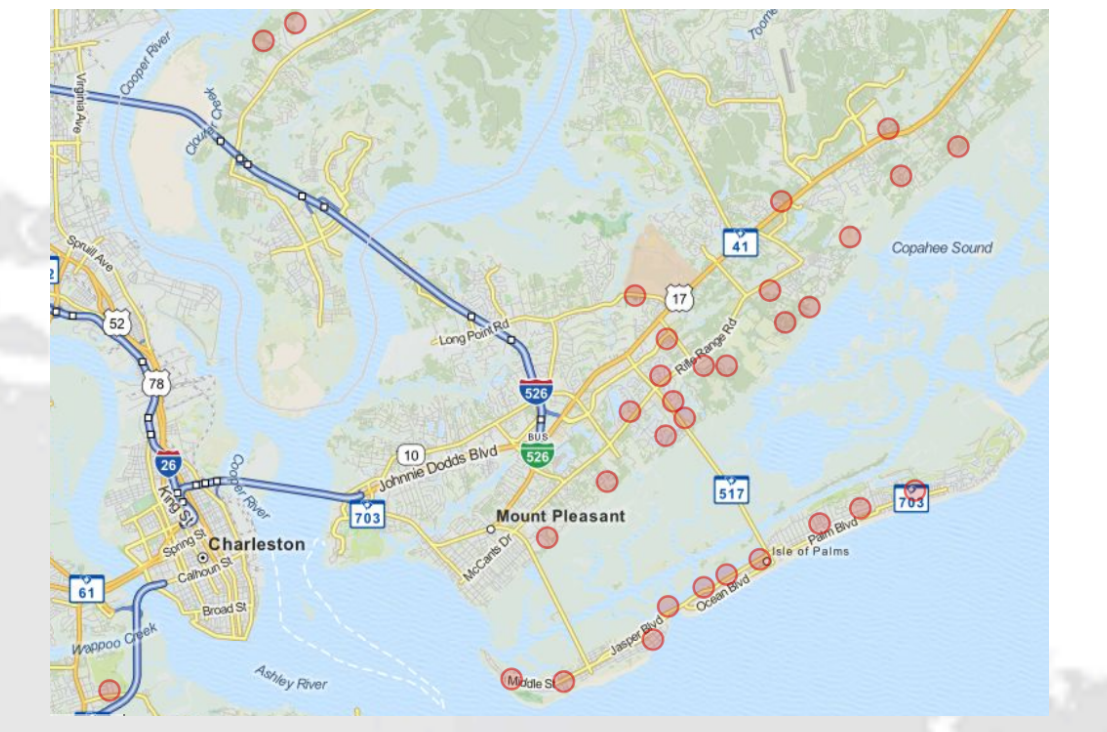 Cooper River
Toome
Virginia Ave
Clouter Creek
Spruill Ave
41
Copahee Sound
2
52
17
Long Point Rd
Rifle Range Rd
78
526
BUS
526
10
Johnnie Dodds Blvd
26
Cooper River
King St
517
703
703
Mount Pleasant
Palm Blvd
Spring St
Charleston
McCants Dr
Isle of Palms
Calhoun St
61
Ocean Blvd
Broad St
Jasper Blvd
Wappoo Creek
Ashley River
Middle St